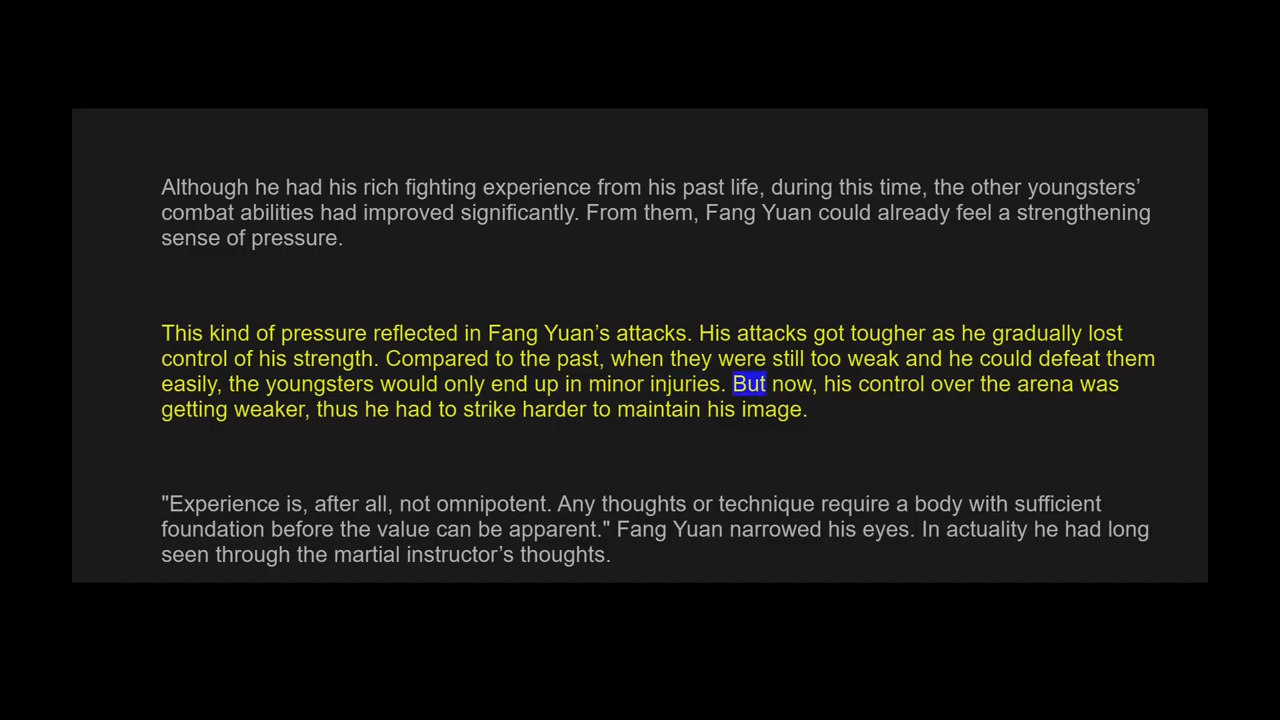 Although he had his rich fighting experience from his past life, during this time, the other youngsters’
combat abilities had improved significantly. From them, Fang Yuan could already feel a strengthening
sense of pressure.
This kind of pressure reflected in Fang Yuan’s attacks. His attacks got tougher as he gradually lost
control of his strength. Compared to the past, when they were still too weak and he could defeat them
easily, the youngsters would only end up in minor injuries. But now, his control over the arena was
getting weaker, thus he had to strike harder to maintain his image.
"Experience is, after all, not omnipotent. Any thoughts or technique require a body with sufficient
foundation before the value can be apparent." Fang Yuan narrowed his eyes. In actuality he had long
seen through the martial instructor’s thoughts.